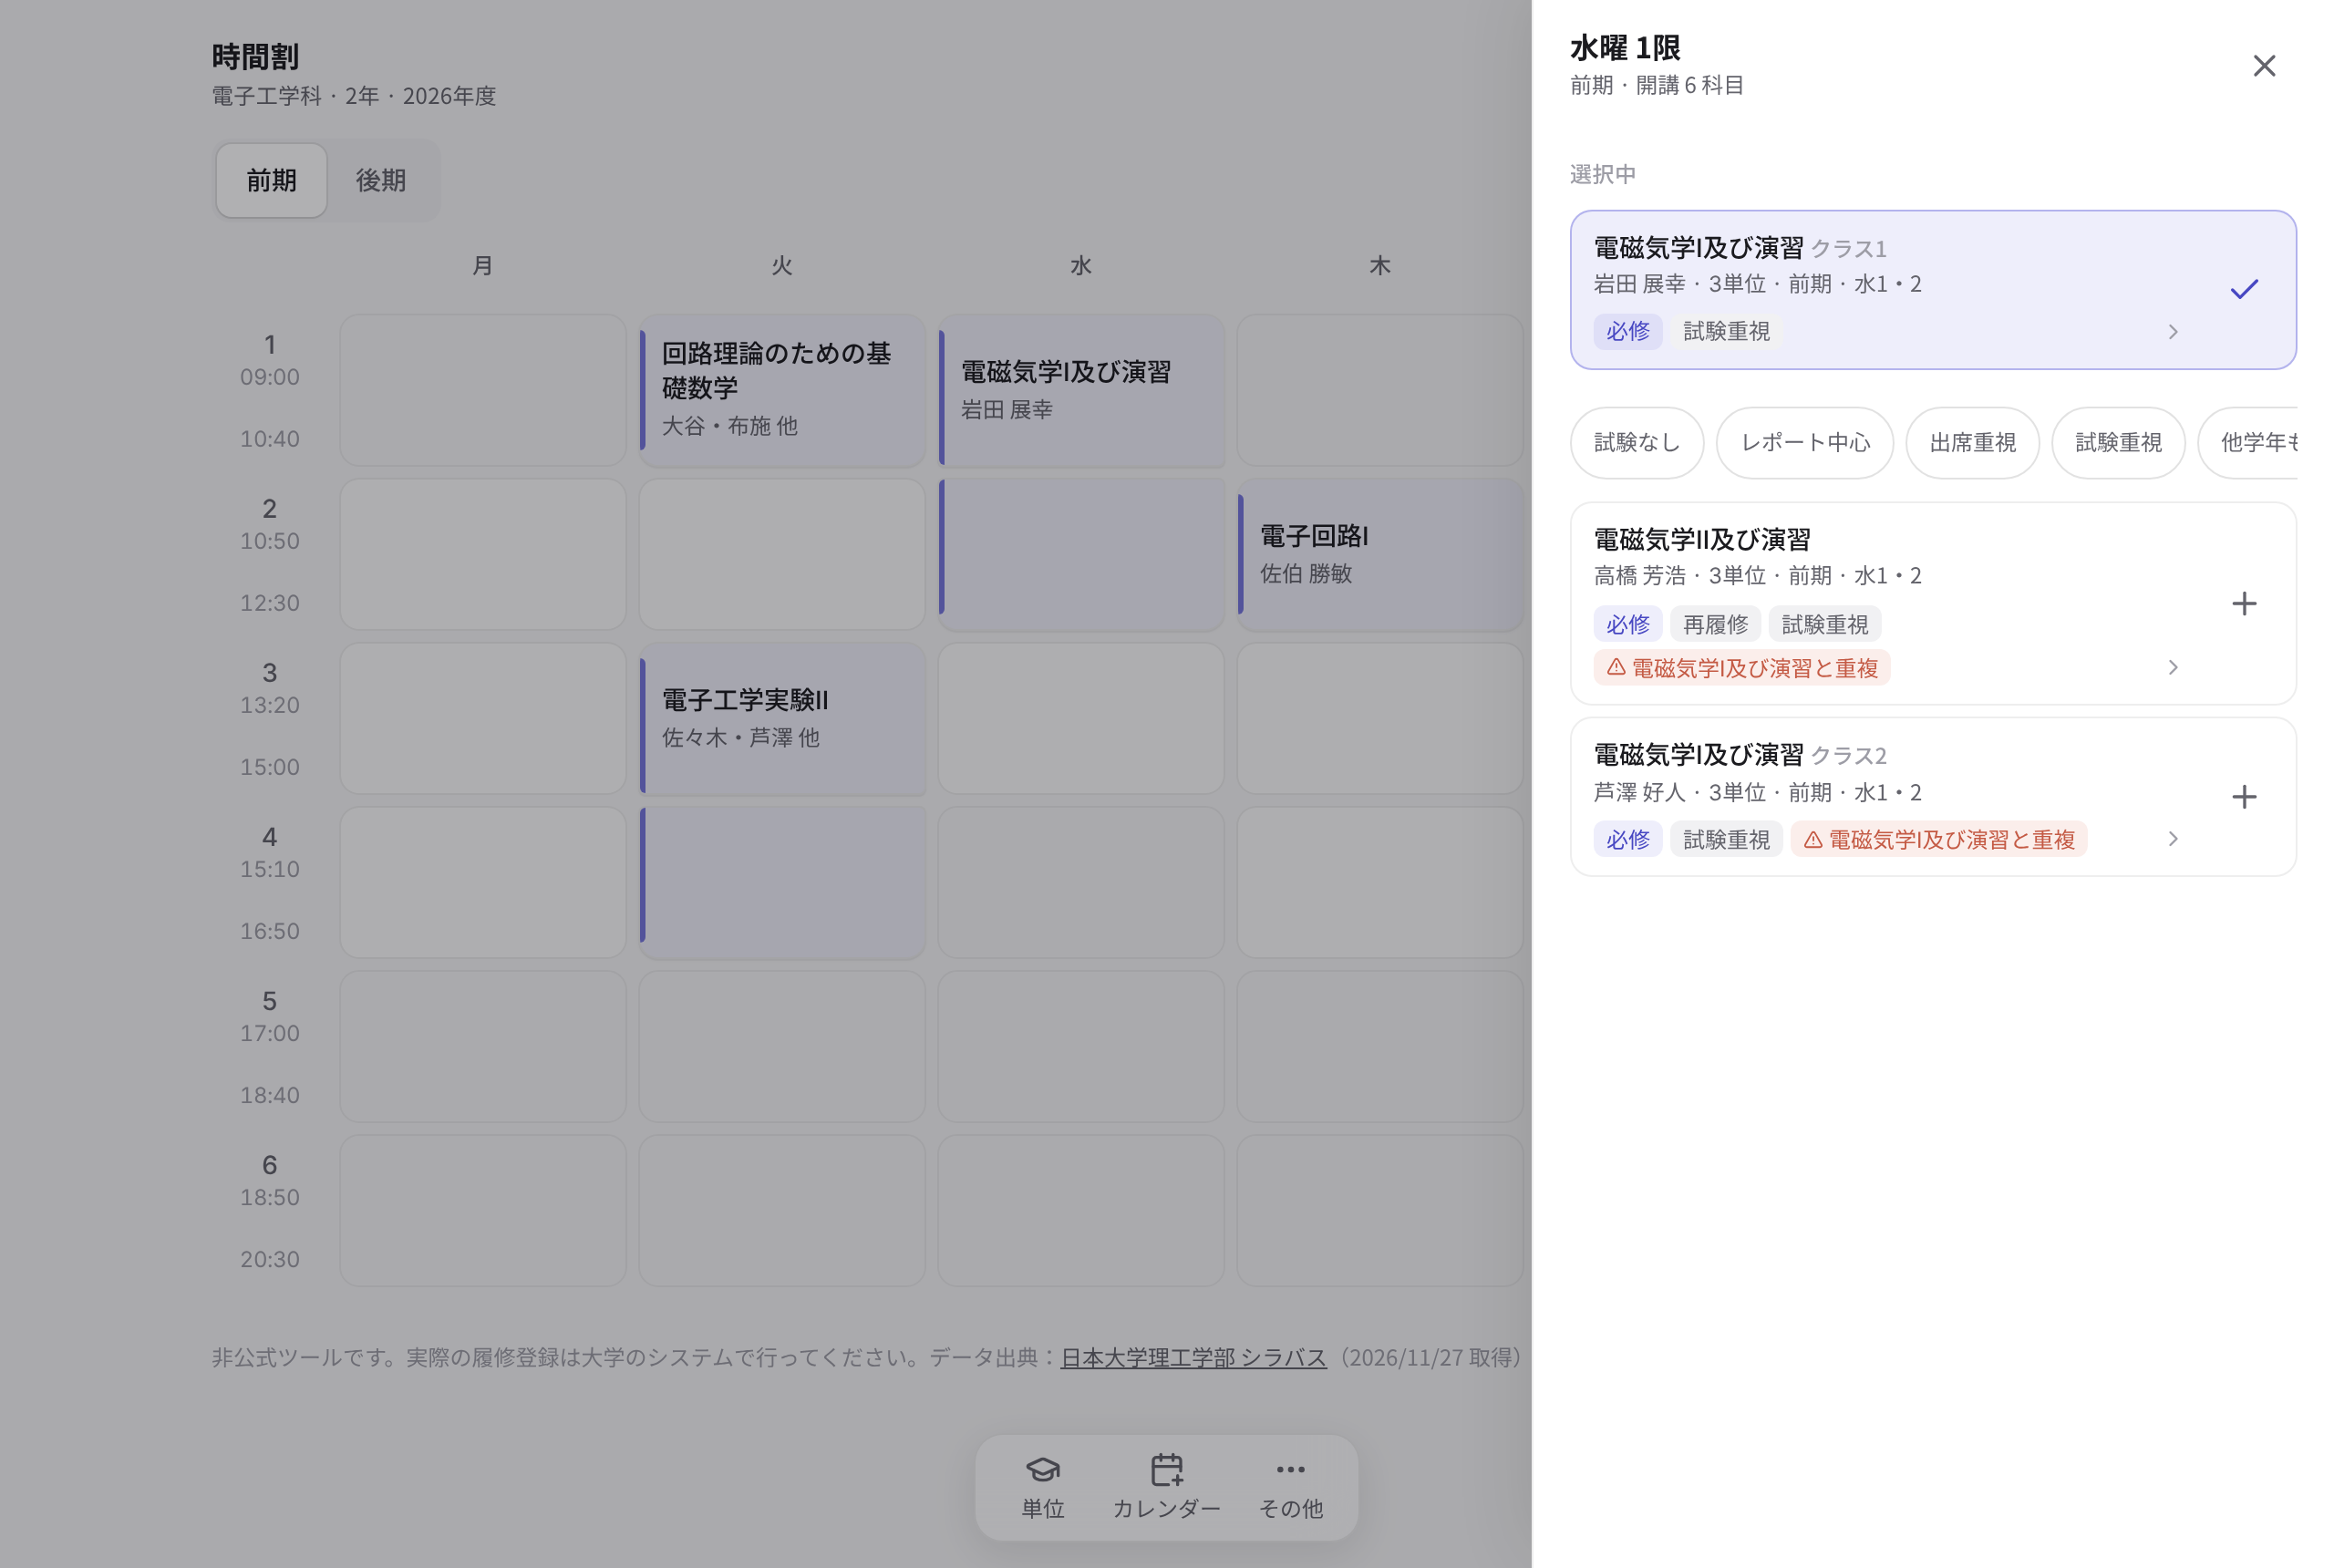 時間割
電子工学科 · 2年 · 2026年度
前期
後期
月
火
水
木
1
09:00
10:40
回路理論のための基
礎数学
大谷・布施 他
電磁気学I及び演習
岩田 展幸
2
10:50
12:30
電子回路I
佐伯 勝敏
3
13:20
15:00
電子工学実験II
佐々木・芦澤 他
4
15:10
16:50
5
17:00
18:40
6
18:50
20:30
非公式ツールです。実際の履修登録は大学のシステムで行ってください。データ出典：日本大学理工学部 シラバス（2026/11/27 取得）
単位
カレンダー
その他
水曜 1限
前期 · 開講 6 科目
選択中
電磁気学I及び演習 クラス1
岩田 展幸 · 3単位 · 前期 · 水1・2
必修 試験重視
試験なし レポート中心 出席重視 試験重視 他学年も
電磁気学II及び演習
高橋 芳浩 · 3単位 · 前期 · 水1・2
必修 再履修 試験重視
電磁気学I及び演習と重複
電磁気学I及び演習 クラス2
芦澤 好人 · 3単位 · 前期 · 水1・2
必修 試験重視 電磁気学I及び演習と重複